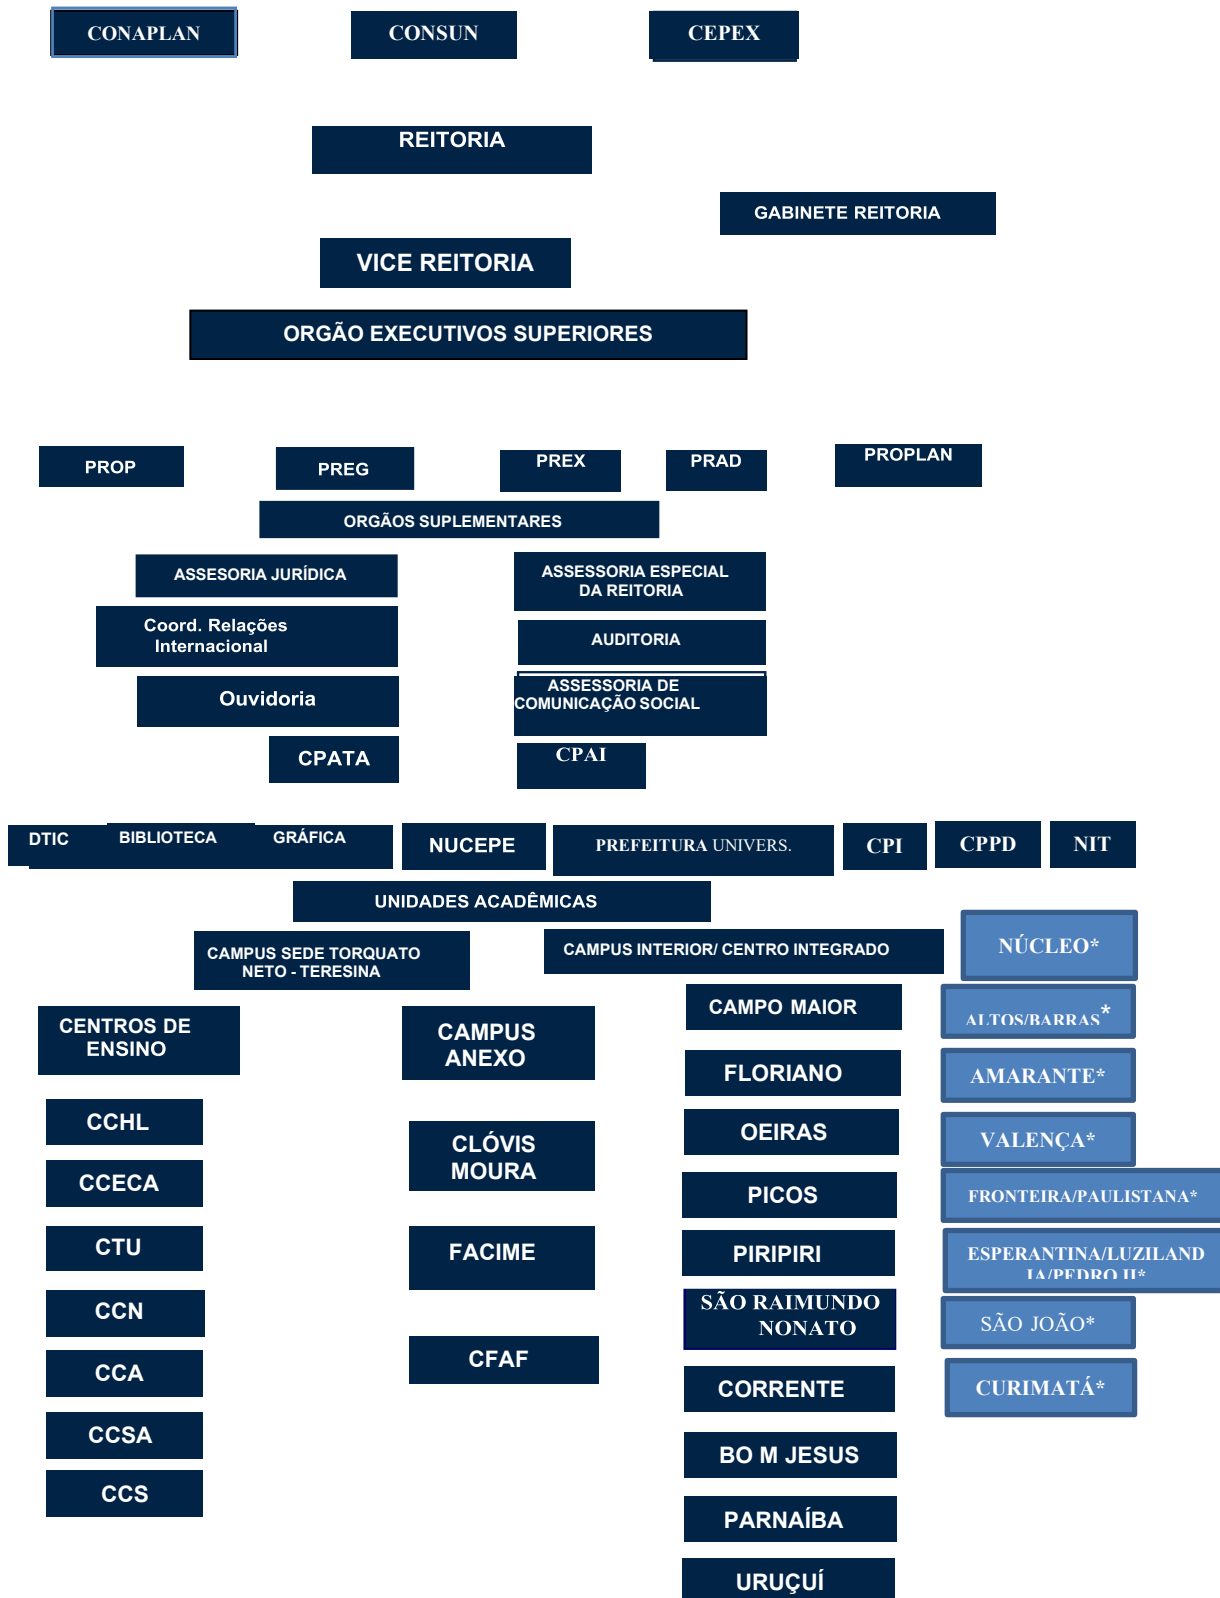 CONAPLAN
CONSUN
CEPEX
REITORIA
GABINETE REITORIA
VICE REITORIA
ORGÃO EXECUTIVOS SUPERIORES
PROP
PREG
PREX
PRAD
PROPLAN
ORGÃOS SUPLEMENTARES
ASSESORIA JURÍDICA
ASSESSORIA ESPECIAL
DA REITORIA
Coord. Relações
Internacional
AUDITORIA
Ouvidoria
ASSESSORIA DE
COMUNICAÇÃO SOCIAL
CPATA
CPAI
DTIC
BIBLIOTECA
GRÁFICA
NUCEPE
PREFEITURA UNIVERS.
CPI
CPPD
NIT
UNIDADES ACADÊMICAS
CAMPUS SEDE TORQUATO
NETO - TERESINA
CAMPUS INTERIOR/ CENTRO INTEGRADO
NÚCLEO*
CENTROS DE
ENSINO
CAMPUS
ANEXO
CAMPO MAIOR
ALTOS/BARRAS*
FLORIANO
AMARANTE*
CCHL
CLÓVIS
MOURA
OEIRAS
VALENÇA*
CCECA
PICOS
FRONTEIRA/PAULISTANA*
CTU
FACIME
PIRIPIRI
ESPERANTINA/LUZILAND
IA/PEDRO II*
CCN
SÃO RAIMUNDO
NONATO
SÃO JOÃO*
CCA
CFAF
CORRENTE
CURIMATÁ*
CCSA
BO M JESUS
CCS
PARNAÍBA
URUÇUÍ